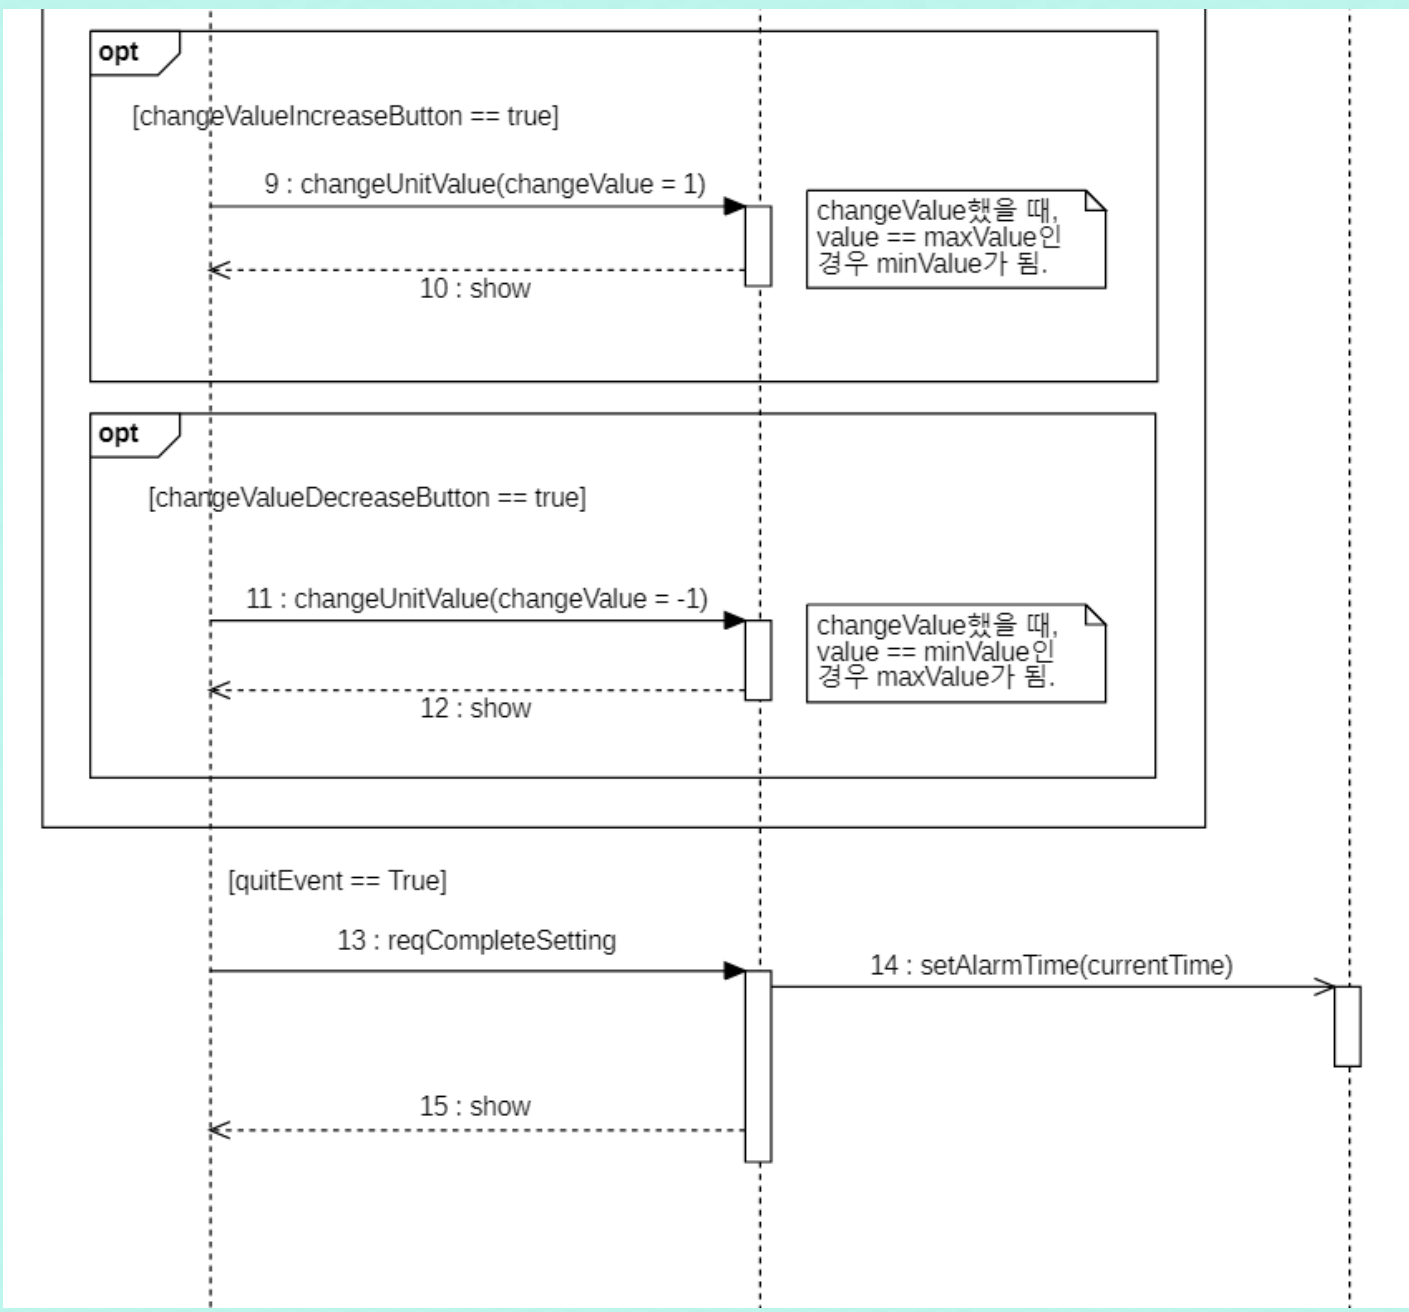 opt
[changeValueIncreaseButton == true]
9 : changeUnitValue(changeValue = 1)
changeValue했을 때,
value == maxValue인
경우 minValue가 됨.
10 : show
opt
[changeValueDecreaseButton == true]
11 : changeUnitValue(changeValue = -1)
changeValue했을 때,
value == minValue인
경우 maxValue가 됨.
12 : show
[quitEvent == True]
13 : reqCompleteSetting
14 : setAlarmTime(currentTime)
15 : show